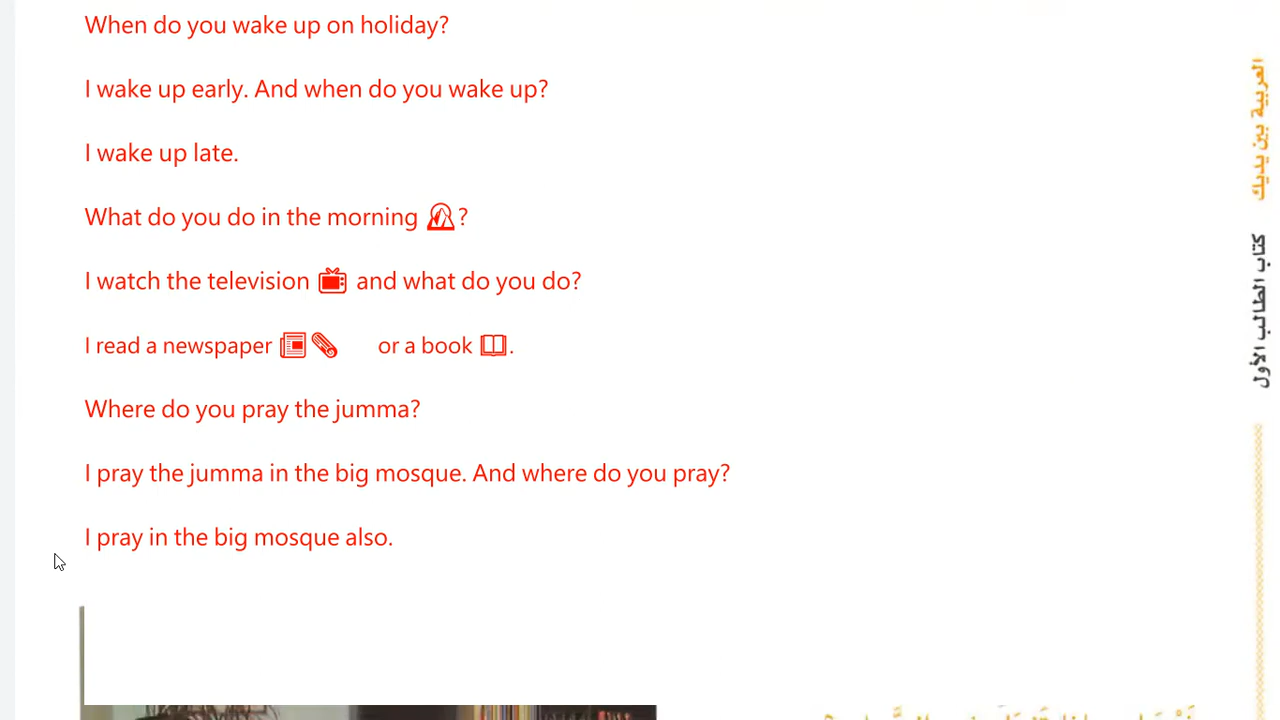 When do you wake up on holiday?
I wake up early. And when do you wake up?
I wake up late.
What do you do in the morning ?
I watch the television 📺 and what do you do?
I read a newspaper 📰🗞 or a book 📖.
Where do you pray the jumma?
I pray the jumma in the big mosque. And where do you pray?
I pray in the big mosque also.
العربية بين يديك
كتاب الطالب الأول